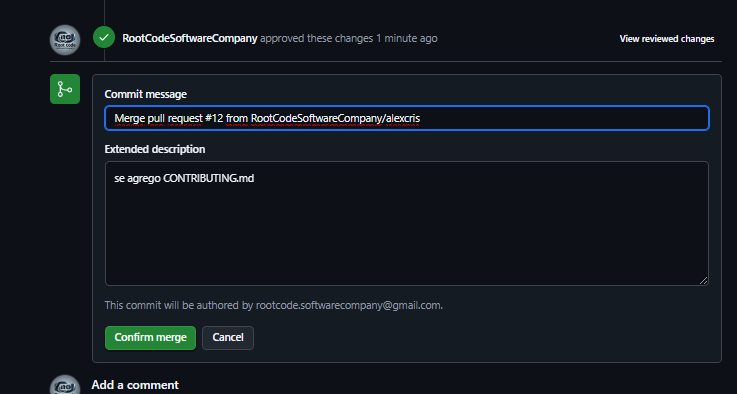 RootCodeSoftwareCompany approved these changes 1 minute ago
View reviewed changes
Commit message
Merge pull request #12 from RootCodeSoftwareCompany/alexcris
Extended description
se agrego CONTRIBUTING.md
This commit will be authored by rootcode.softwarecompany@gmail.com.
Confirm merge
Cancel
Add a comment